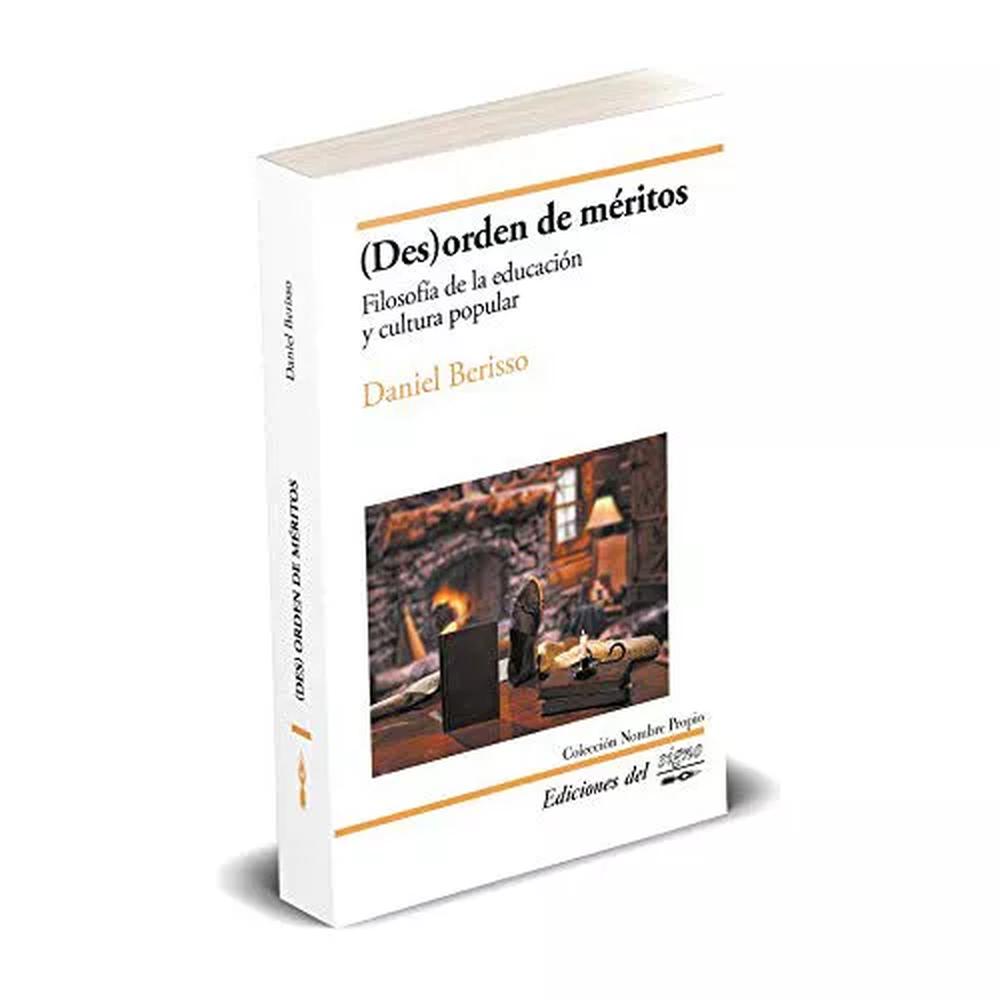 (Des)orden de méritos
Filosofía de la educación
y cultura popular
Daniel Berisso
Colección Nombre Propio
Ediciones del signo
Daniel Berisso
(DES) ORDEN DE MÉRITOS